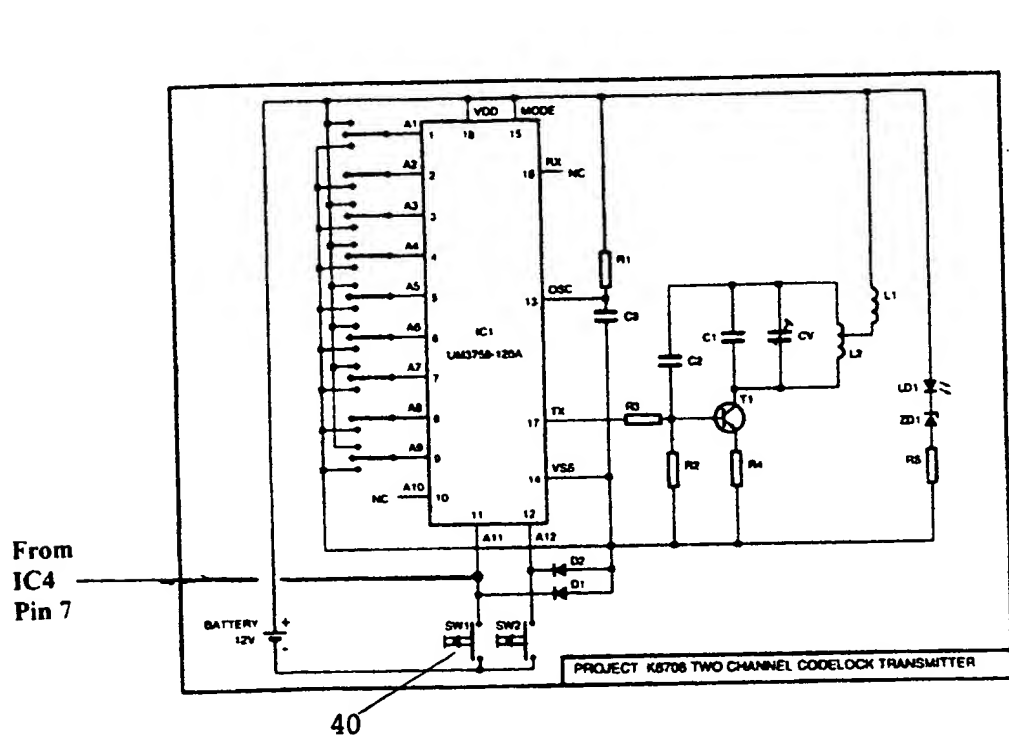 VDD
MODE
A1
1
18
15
A2
2
RX
16
NC
A3
3
A4
4
R1
A5
5
OSC
13
C3
L1
IC1
UM3758-120A
A6
6
C1
CV
L2
C2
A7
7
LD1
A8
8
TX
17
R3
T1
ZD1
A9
9
VSS
14
R2
R4
R5
NC
A10
10
11
12
A11
A12
From
IC4
Pin 7
D2
D1
BATTERY
12V
+
-
SW1
SW2
PROJECT K6706 TWO CHANNEL CODELOCK TRANSMITTER
40